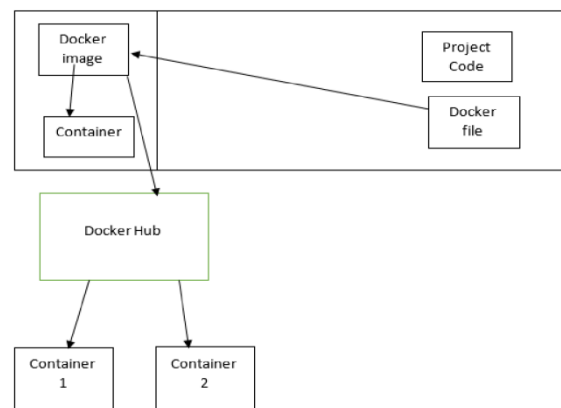 Docker
image
Project
Code
Container
Docker
file
Docker Hub
Container
1
Container
2